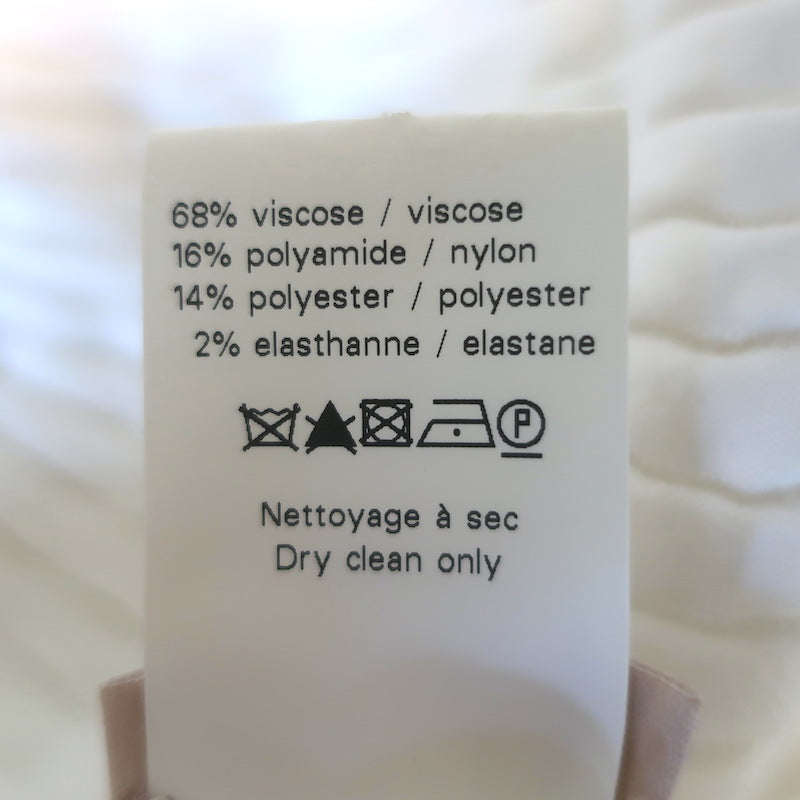 68% viscose / viscose
16% polyamide / nylon
14% polyester / polyester
2% elasthanne / elastane
P
Nettoyage à sec
Dry clean only